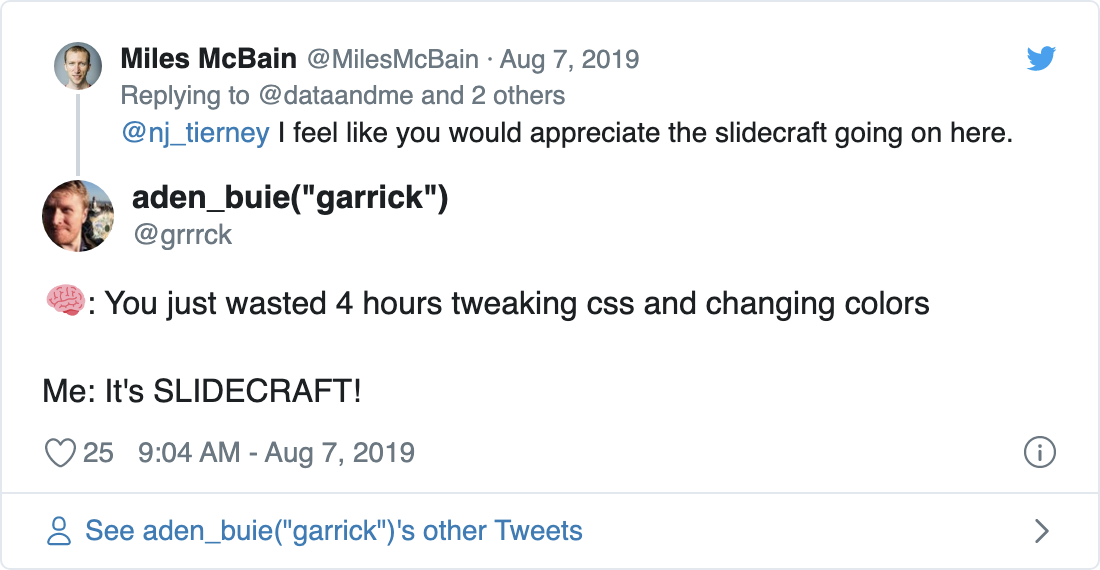 Miles McBain @MilesMcBain · Aug 7, 2019
Replying to @dataandme and 2 others
@nj_tierney I feel like you would appreciate the slidecraft going on here.
aden_buie("garrick")
@grrrck
🧠: You just wasted 4 hours tweaking css and changing colors
Me: It's SLIDECRAFT!
25 9:04 AM - Aug 7, 2019
See aden_buie("garrick")'s other Tweets